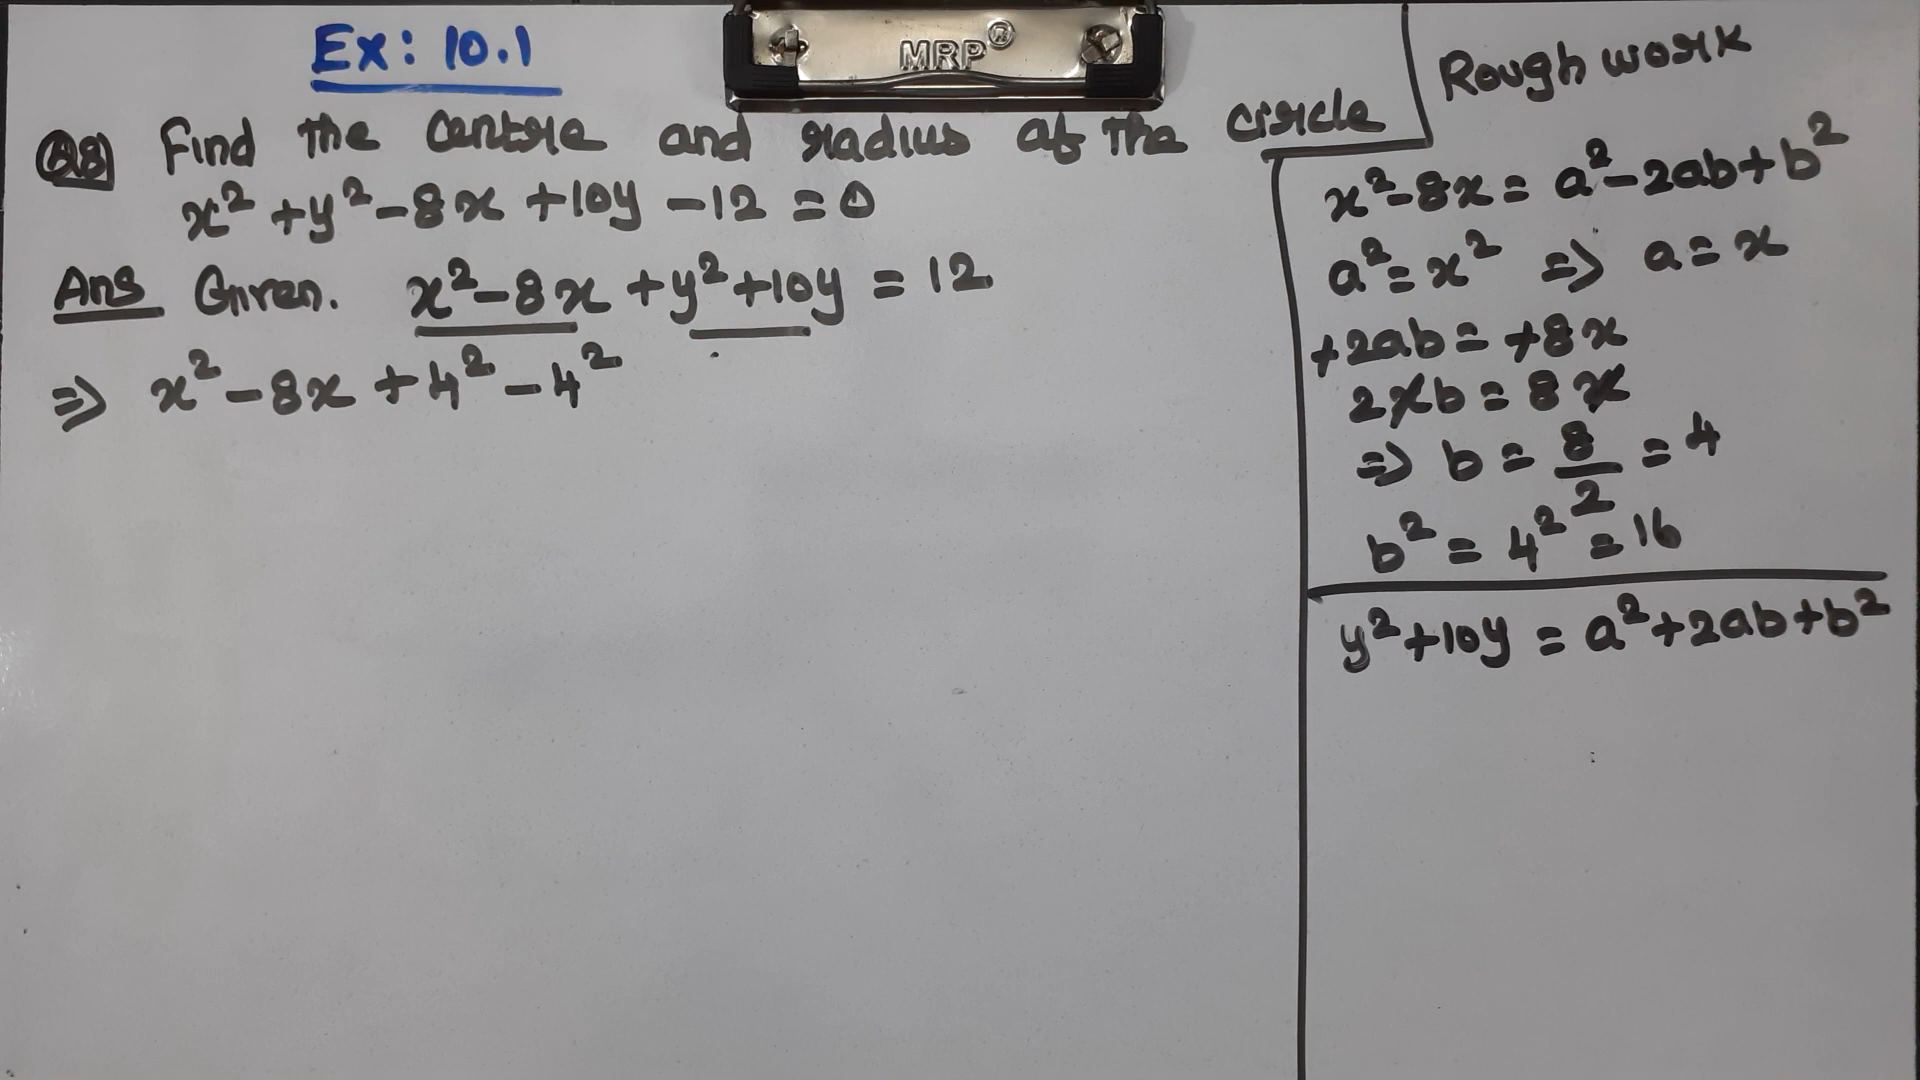 Ex: 10.1
MRP®
Rough work
Q8) Find the centre and radius of the circle
x² + y² - 8x + 10y - 12 = 0
Ans Given. x² - 8x + y² + 10y = 12
⇒ x² - 8x + 4² - 4²
x² - 8x = a² - 2ab + b²
a² = x² ⇒ a = x
+2ab = +8x
2xb = 8x
⇒ b = 8/2 = 4
b² = 4² = 16
y² + 10y = a² + 2ab + b²